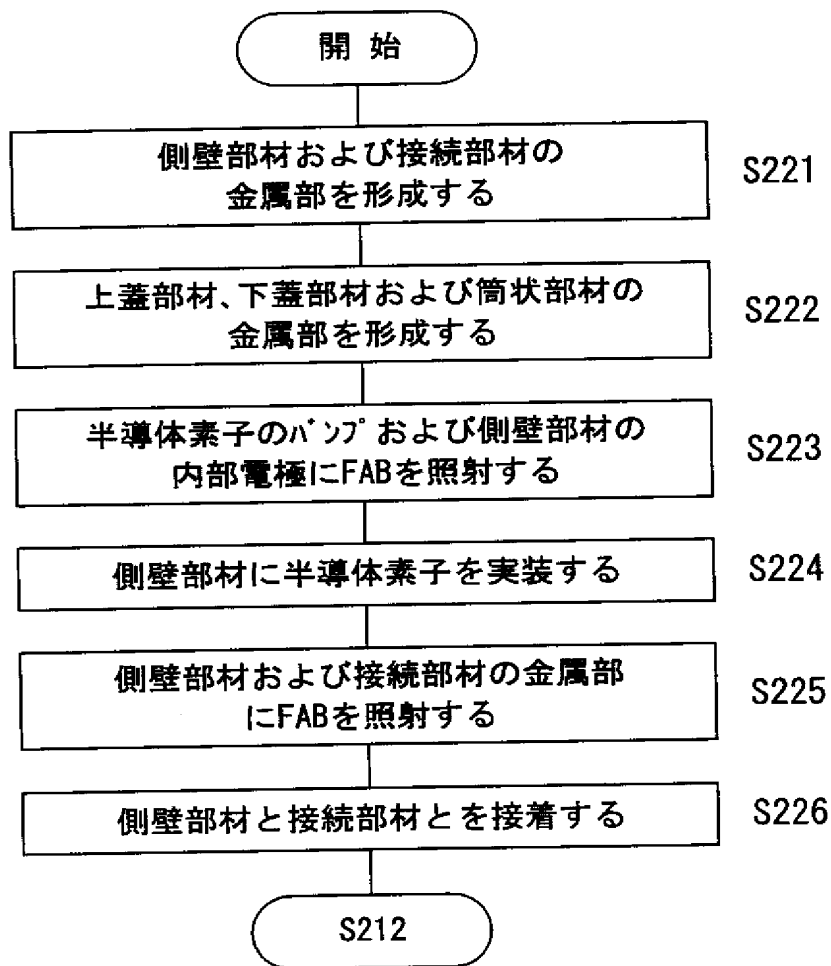 開始
側壁部材および接続部材の
金属部を形成する
S221
上蓋部材、下蓋部材および筒状部材の
金属部を形成する
S222
半導体素子のバンプおよび側壁部材の
内部電極にFABを照射する
S223
側壁部材に半導体素子を実装する
S224
側壁部材および接続部材の金属部
にFABを照射する
S225
側壁部材と接続部材とを接着する
S226
S212